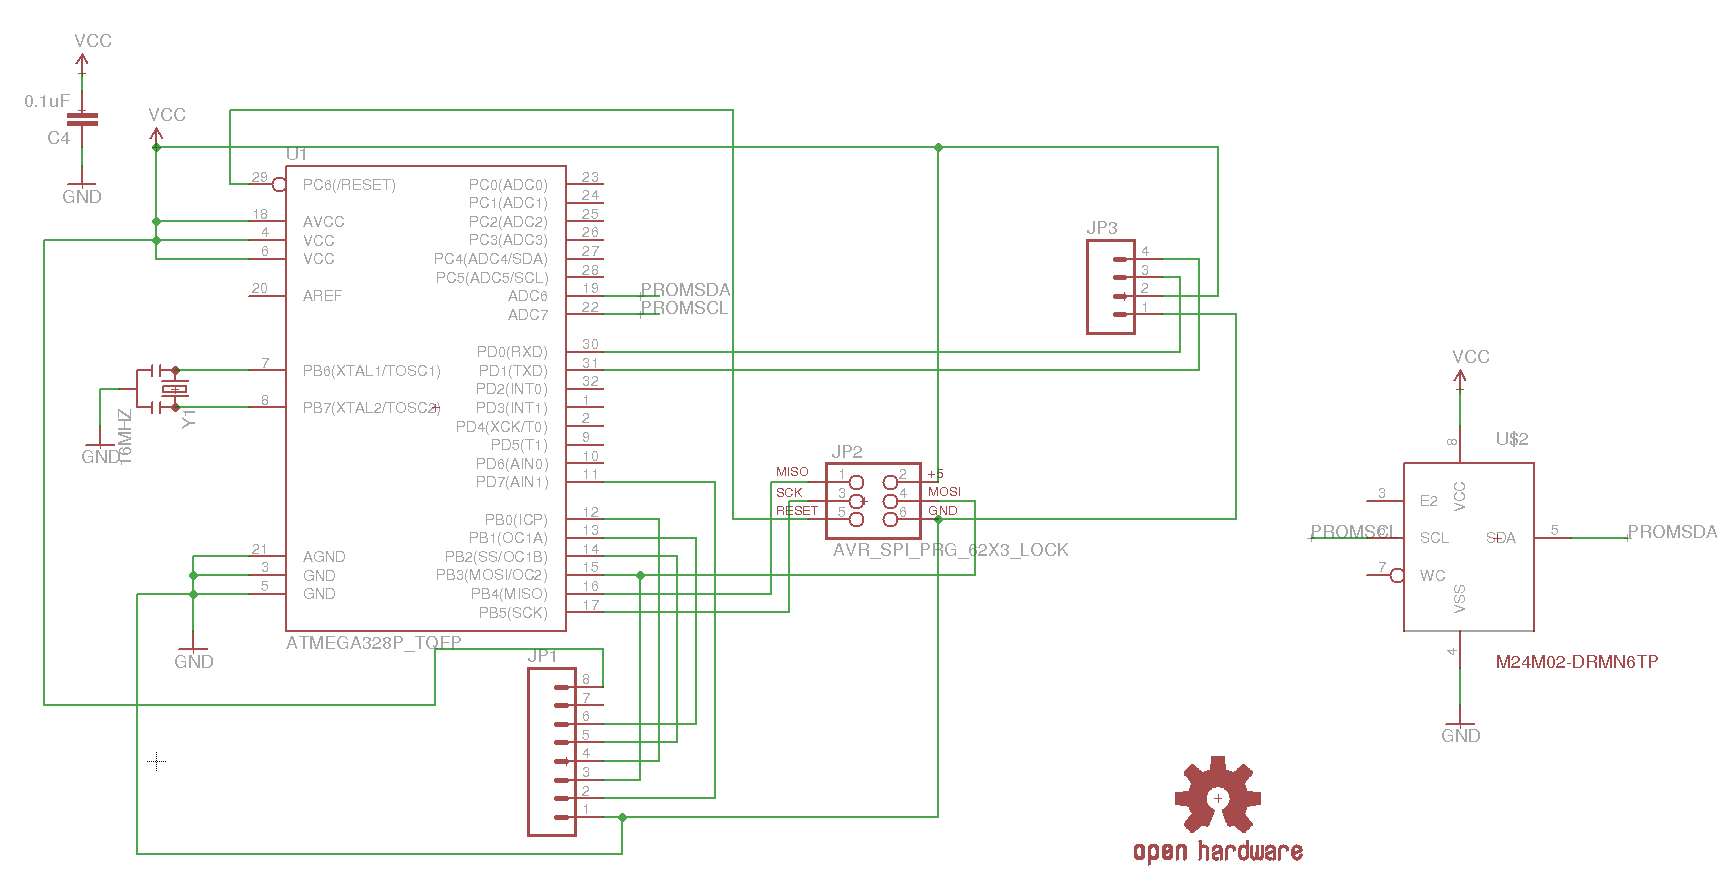 VCC
0.1uF
C4
GND
VCC
U1
29 PC6(/RESET)
18 AVCC
4 VCC
6 VCC
20 AREF
7 PB6(XTAL1/TOSC1)
8 PB7(XTAL2/TOSC2)
21 AGND
3 GND
5 GND
PC0(ADC0) 23
PC1(ADC1) 24
PC2(ADC2) 25
PC3(ADC3) 26
PC4(ADC4/SDA) 27
PC5(ADC5/SCL) 28
ADC6 19 PROMSDA
ADC7 22 PROMSCL
PD0(RXD) 30
PD1(TXD) 31
PD2(INT0) 32
PD3(INT1) 1
PD4(XCK/T0) 2
PD5(T1) 9
PD6(AIN0) 10
PD7(AIN1) 11
PB0(ICP) 12
PB1(OC1A) 13
PB2(SS/OC1B) 14
PB3(MOSI/OC2) 15
PB4(MISO) 16
PB5(SCK) 17
ATMEGA328P_TQFP
16MHZ
Y1
GND
GND
JP1
8
7
6
5
4
3
2
1
JP2
MISO 1 2 +5
SCK 3 4 MOSI
RESET 5 6 GND
AVR_SPI_PRG_62X3_LOCK
JP3
4
3
2
1
VCC
U$2
8
VCC
3 E2
PROMSCL 6 SCL
SDA 5 PROMSDA
7 WC
VSS
4
M24M02-DRMN6TP
GND
open hardware